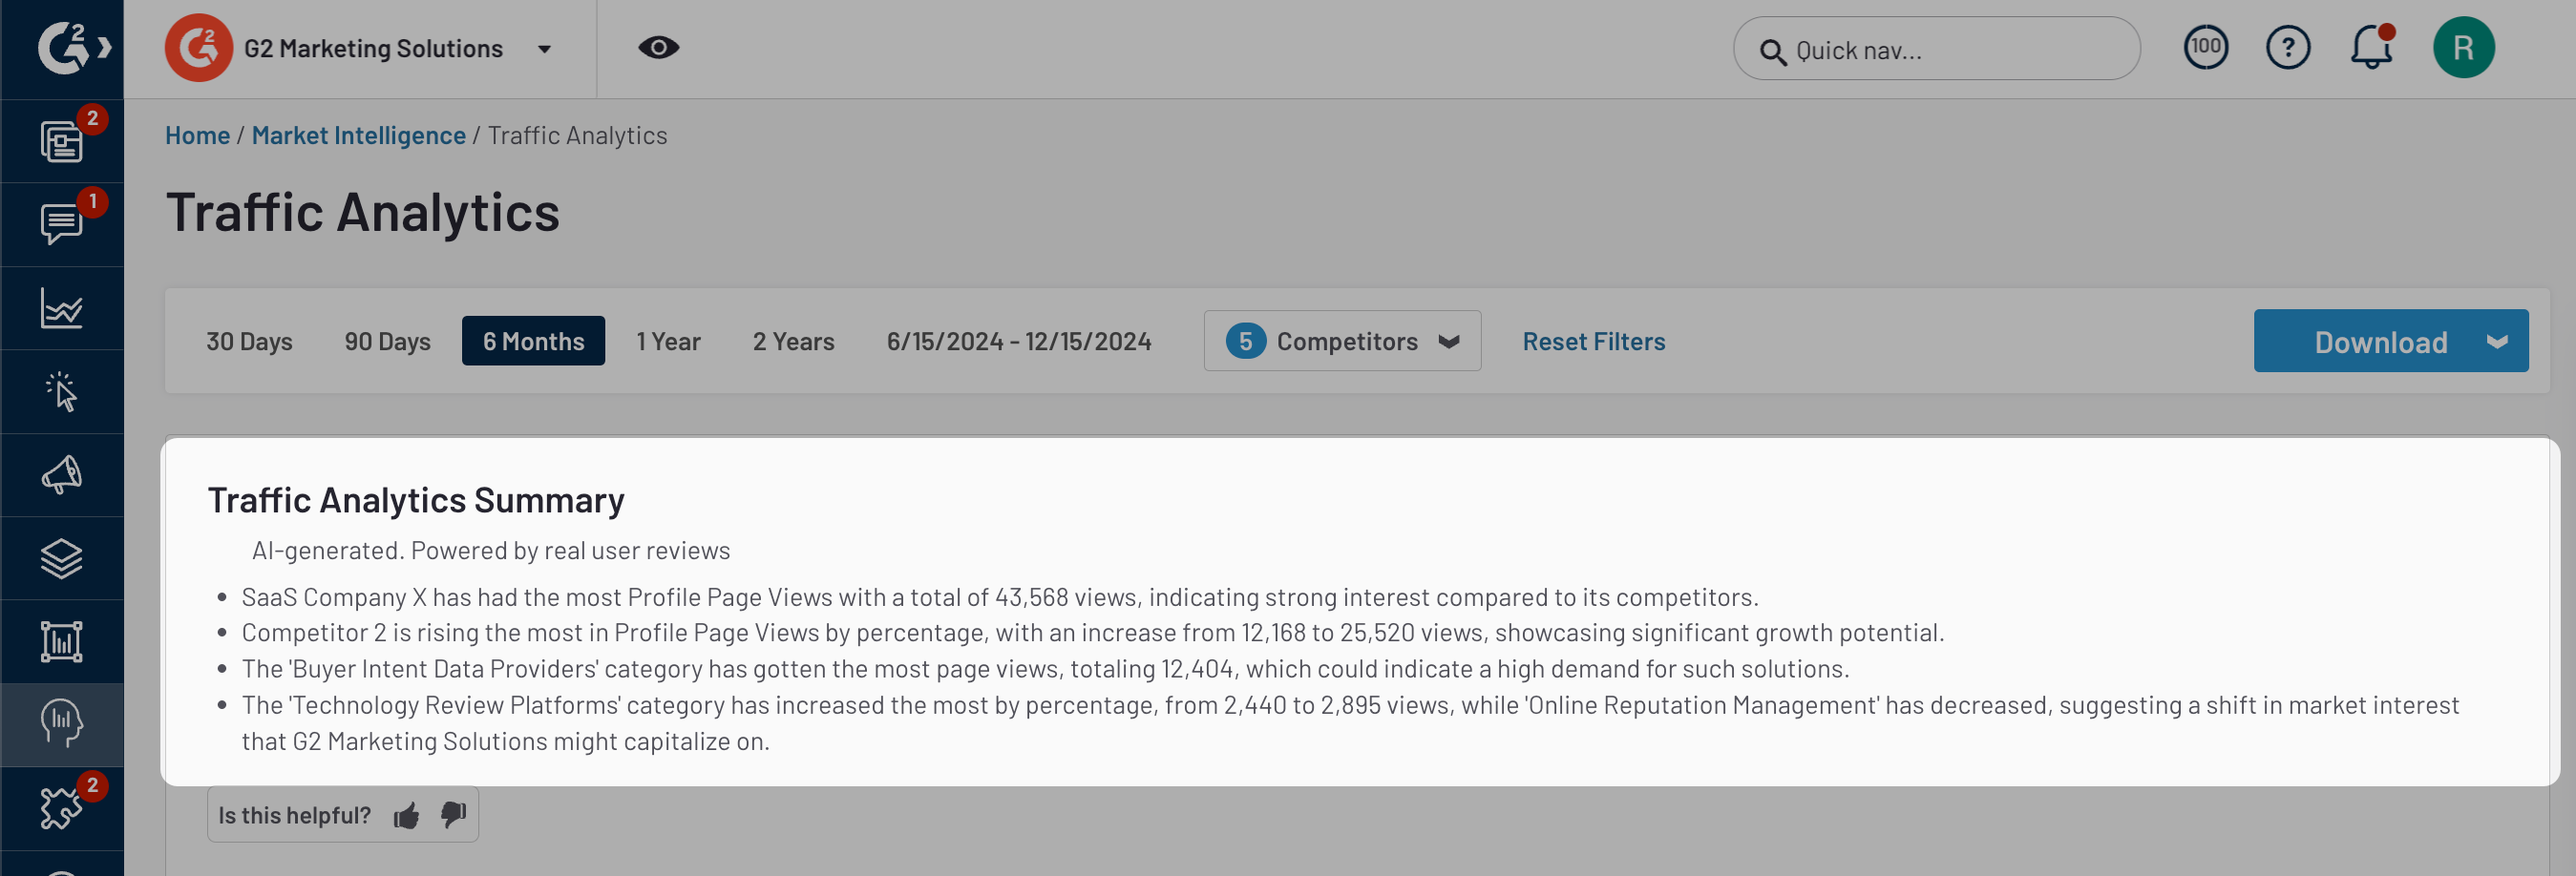 G2
G2 G2 Marketing Solutions
Quick nav...
100
?
R
2
Home / Market Intelligence / Traffic Analytics
1
Traffic Analytics
30 Days 90 Days 6 Months 1 Year 2 Years 6/15/2024 - 12/15/2024 5 Competitors Reset Filters Download
Traffic Analytics Summary
AI-generated. Powered by real user reviews
• SaaS Company X has had the most Profile Page Views with a total of 43,568 views, indicating strong interest compared to its competitors.
• Competitor 2 is rising the most in Profile Page Views by percentage, with an increase from 12,168 to 25,520 views, showcasing significant growth potential.
• The 'Buyer Intent Data Providers' category has gotten the most page views, totaling 12,404, which could indicate a high demand for such solutions.
• The 'Technology Review Platforms' category has increased the most by percentage, from 2,440 to 2,895 views, while 'Online Reputation Management' has decreased, suggesting a shift in market interest
that G2 Marketing Solutions might capitalize on.
2
Is this helpful?